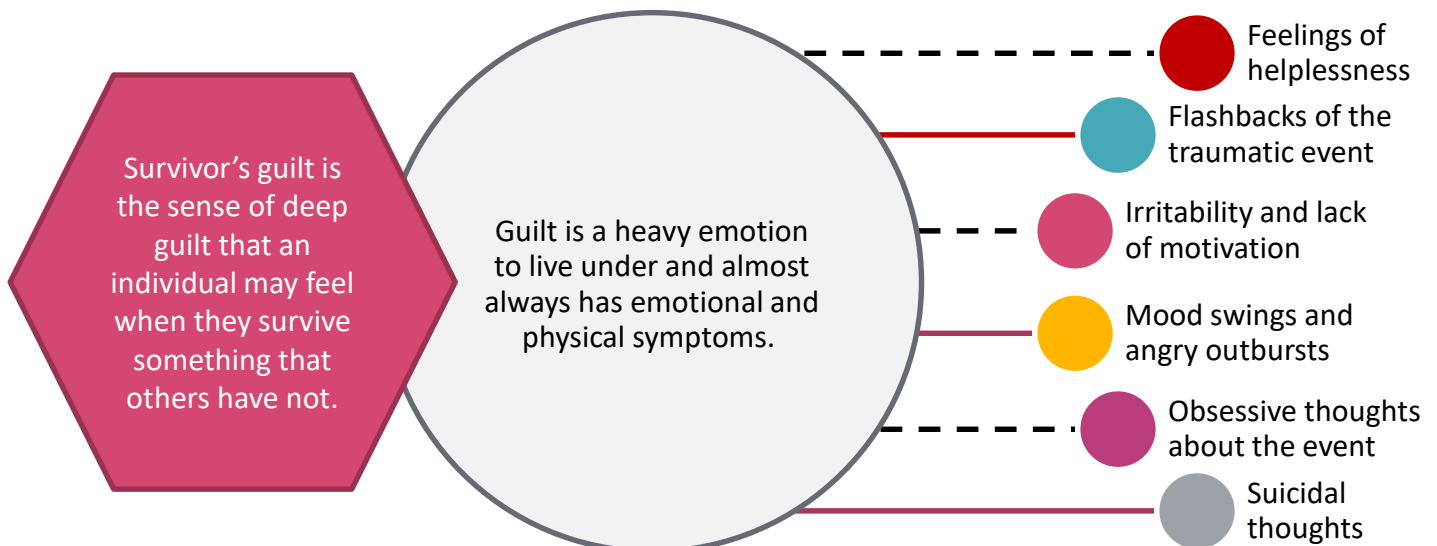 Survivor’s guilt is
the sense of deep
guilt that an
individual may feel
when they survive
something that
others have not.
Guilt is a heavy emotion
to live under and almost
always has emotional and
physical symptoms.
Feelings of
helplessness
Flashbacks of the
traumatic event
Irritability and lack
of motivation
Mood swings and
angry outbursts
Obsessive thoughts
about the event
Suicidal
thoughts